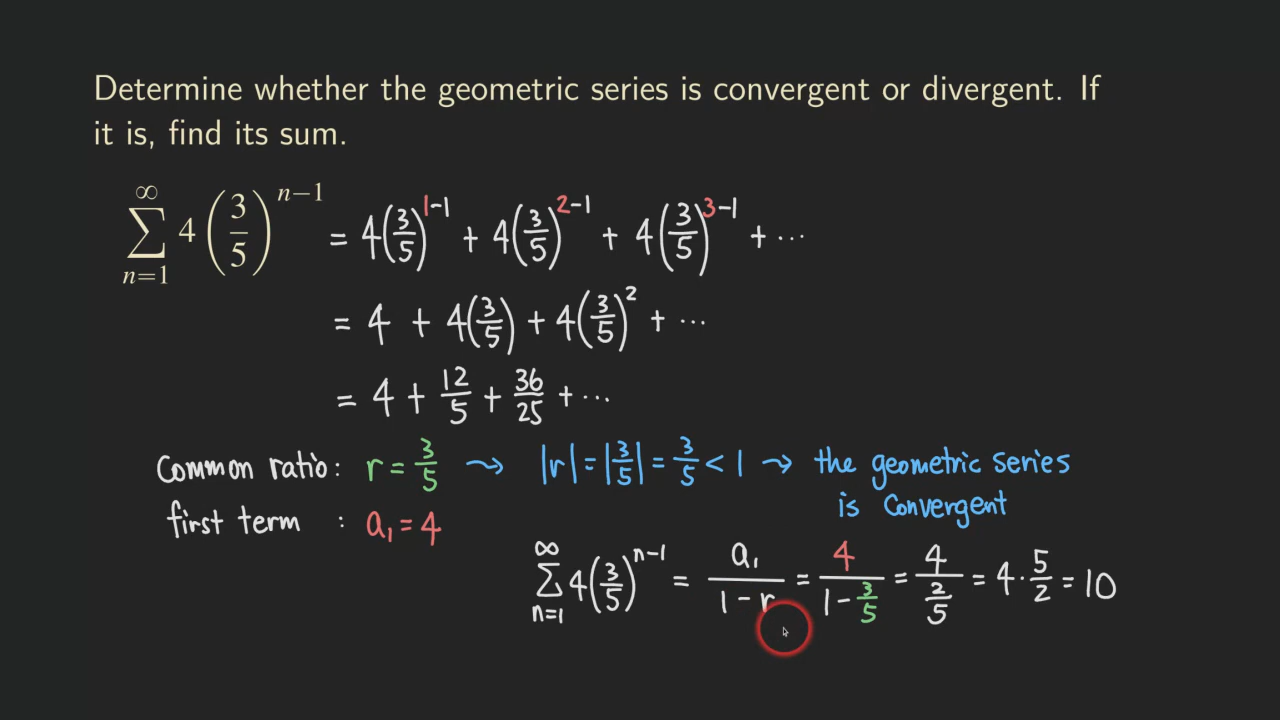 Determine whether the geometric series is convergent or divergent. If
it is, find its sum.
∑_{n=1}^{∞} 4(3/5)^{n−1} = 4(3/5)^{1−1} + 4(3/5)^{2−1} + 4(3/5)^{3−1} + ⋯
= 4 + 4(3/5) + 4(3/5)^2 + ⋯
= 4 + 12/5 + 36/25 + ⋯
Common ratio: r = 3/5 → |r| = |3/5| = 3/5 < 1 → the geometric series
is convergent
first term : a₁ = 4
∑_{n=1}^{∞} 4(3/5)^{n−1} = a₁/(1−r) = 4/(1−3/5) = 4/(2/5) = 4 · 5/2 = 10